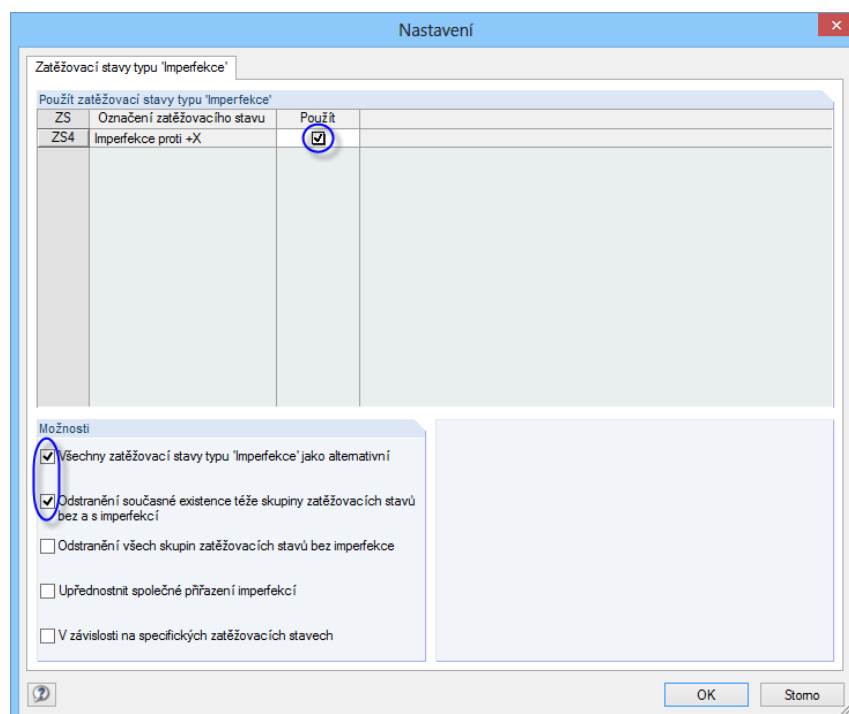 Nastavení
Zatěžovací stavy typu 'Imperfekce'
Použít zatěžovací stavy typu 'Imperfekce'
ZS Označení zatěžovacího stavu Použít
ZS4 Imperfekce proti +X
Možnosti
Všechny zatěžovací stavy typu 'Imperfekce' jako alternativní
Odstranění současné existence téže skupiny zatěžovacích stavů
bez a s imperfekcí
Odstranění všech skupin zatěžovacích stavů bez imperfekce
Upřednostnit společné přiřazení imperfekcí
V závislosti na specifických zatěžovacích stavech
OK Storno